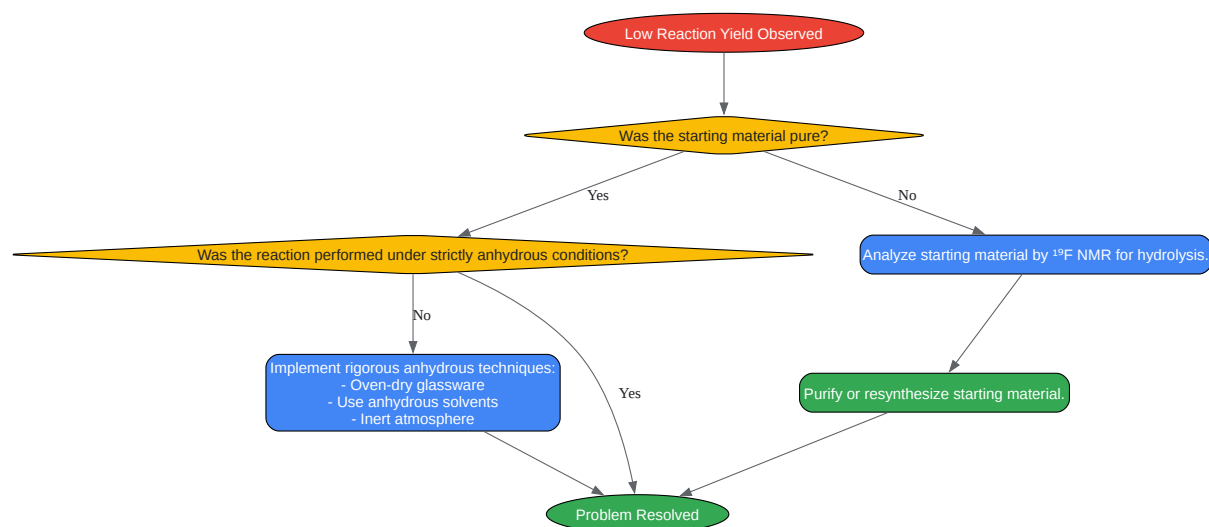 Low Reaction Yield Observed
Was the starting material pure?
Yes
No
Was the reaction performed under strictly anhydrous conditions?
Analyze starting material by ¹⁹F NMR for hydrolysis.
No
Implement rigorous anhydrous techniques:
- Oven-dry glassware
- Use anhydrous solvents
- Inert atmosphere
Yes
Purify or resynthesize starting material.
Problem Resolved